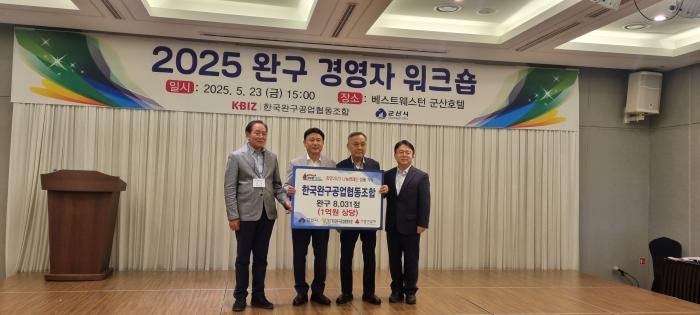 2025 완구 경영자 워크숍
일시 : 2025. 5. 23 (금) 15:00 장소 : 베스트웨스턴 군산호텔
KBIZ 한국완구공업협동조합 군산시
한국완구공업협동조합
완구 8,031점
(1억원 상당)
군산시